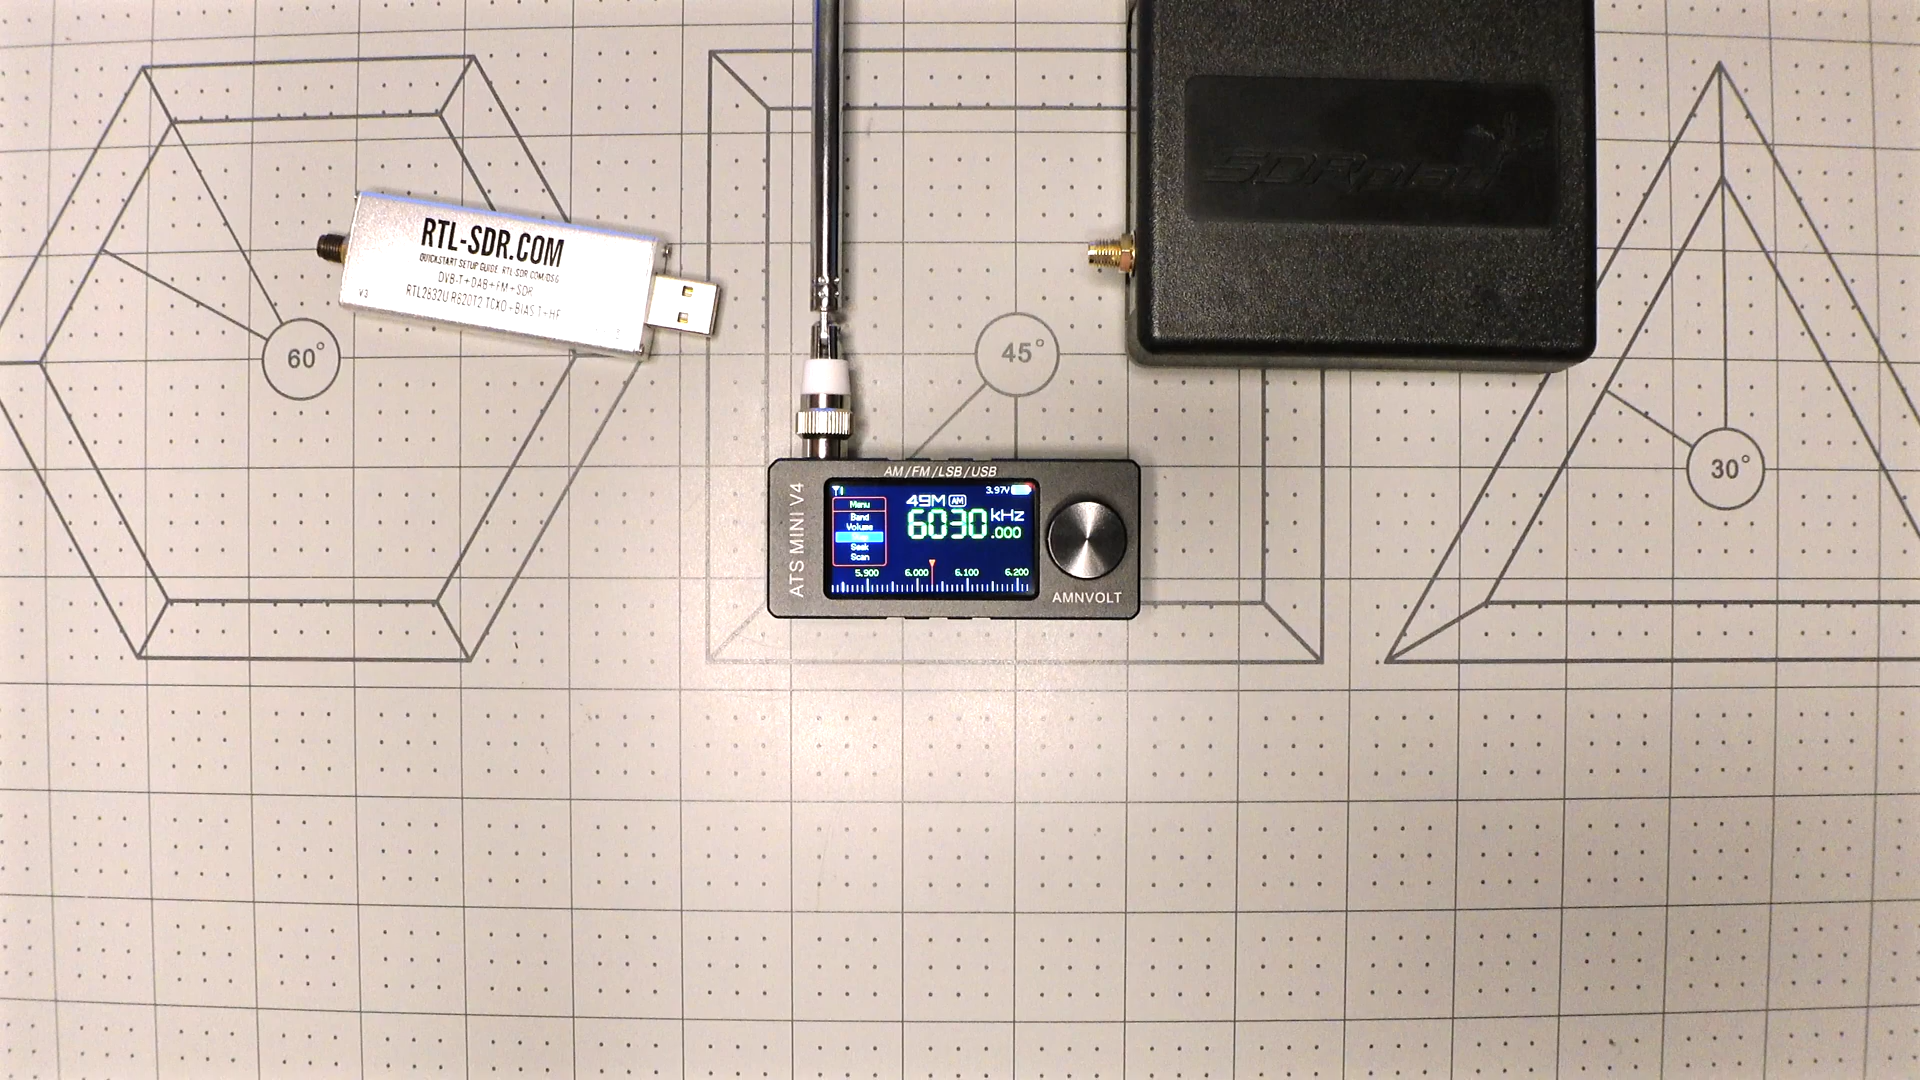 RTL-SDR.COM
QUICKSTART SETUP GUIDE: RTL-SDR.COM/DSG
DVB-T+DAB+FM+SDR
RTL2832U R820T2 TCXO+BIAS T+HF
V3
SDRplay
60°
45°
30°
AM/FM/LSB/USB
ATS MINI V4
3.97V
Menu
Band
Volume
Seek
Scan
49M AM
6030.000 kHz
5.900 6.000 6.100 6.200
AMNVOLT